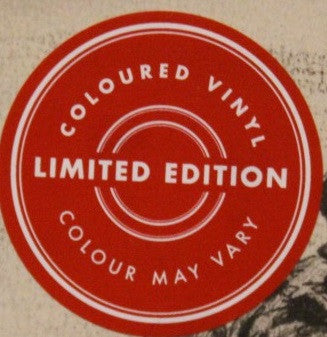 COLOURED VINYL
LIMITED EDITION
COLOUR MAY VARY